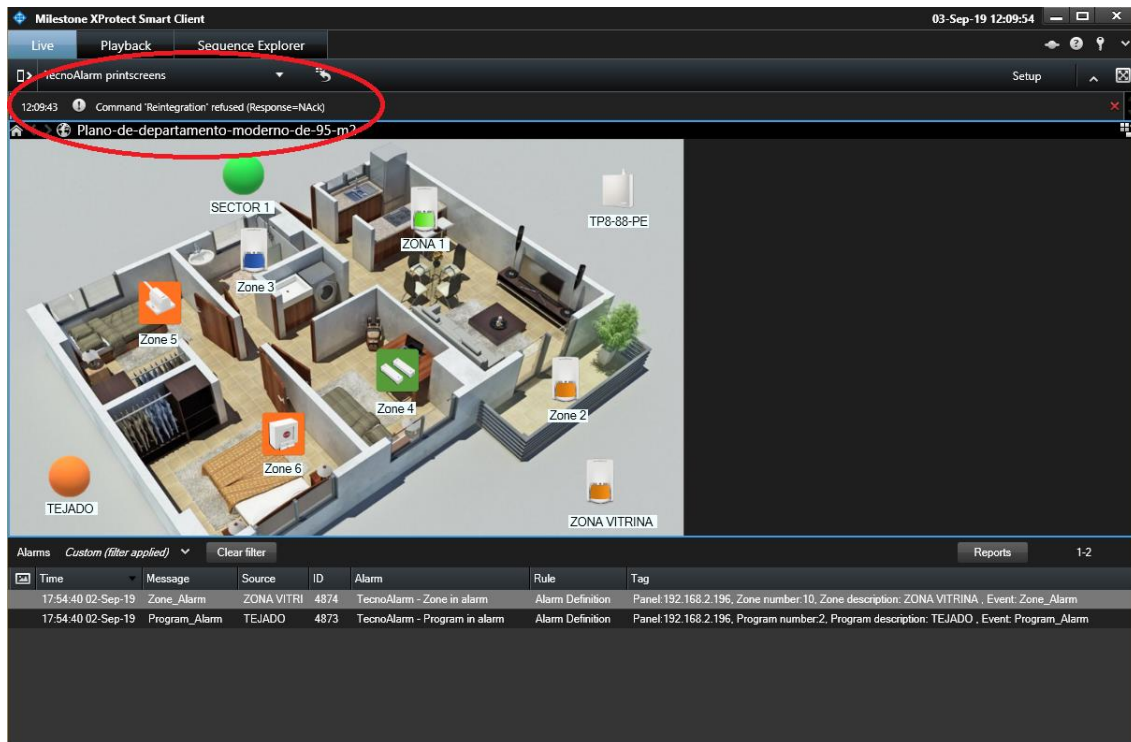 Milestone XProtect Smart Client 03-Sep-19 12:09:54
Live Playback Sequence Explorer
TecnoAlarm printscreens Setup
12:09:43 Command 'Reintegration' refused (Response=NAck)
Plano-de-departamento-moderno-de-95-m2
SECTOR 1
TP8-88-PE
ZONA 1
Zone 3
Zone 5
Zone 4
Zone 2
Zone 6
TEJADO
ZONA VITRINA
Alarms Custom (filter applied) Clear filter Reports 1-2
Time Message Source ID Alarm Rule Tag
17:54:40 02-Sep-19 Zone_Alarm ZONA VITRI 4874 TecnoAlarm - Zone in alarm Alarm Definition Panel:192.168.2.196, Zone number:10, Zone description: ZONA VITRINA , Event: Zone_Alarm
17:54:40 02-Sep-19 Program_Alarm TEJADO 4873 TecnoAlarm - Program in alarm Alarm Definition Panel:192.168.2.196, Program number:2, Program description: TEJADO , Event: Program_Alarm